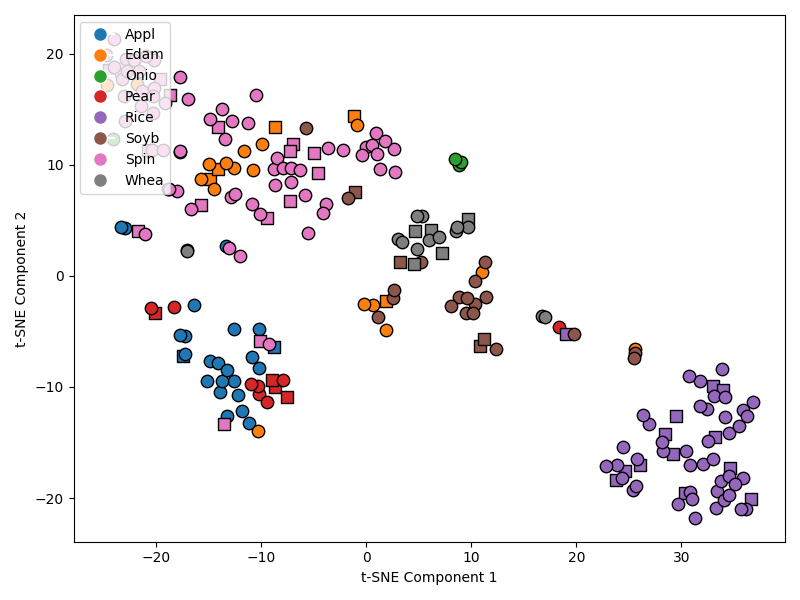 Appl
Edam
Onio
Pear
Rice
Soyb
Spin
Whea
20
10
0
−10
−20
−20
−10
0
10
20
30
t-SNE Component 1
t-SNE Component 2